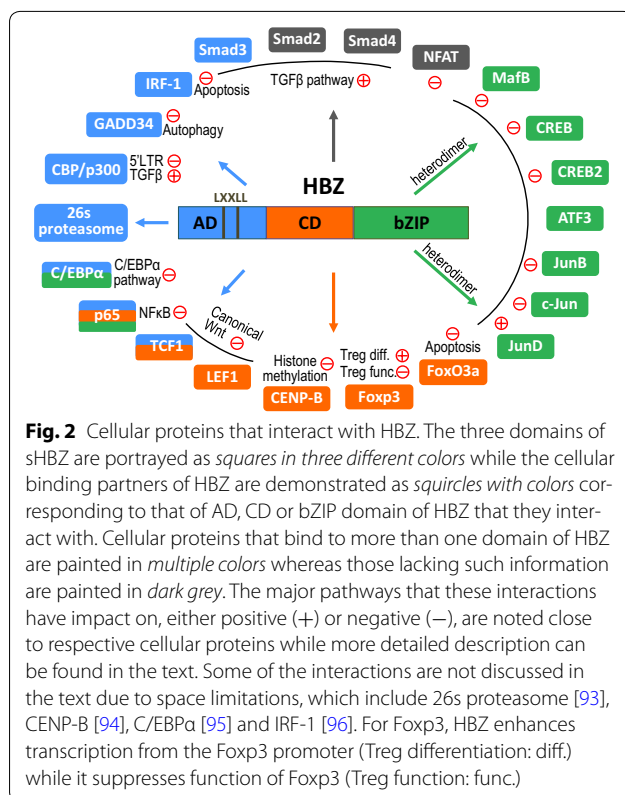 Smad3
Smad2
Smad4
NFAT
IRF-1
Apoptosis
TGFβ pathway
MafB
GADD34
Autophagy
CREB
heterodimer
CBP/p300
5'LTR
TGFβ
CREB2
LXXLL
HBZ
26s
proteasome
AD
CD
bZIP
ATF3
heterodimer
C/EBPα
C/EBPα
pathway
JunB
p65
NFκB
c-Jun
Canonical
Wnt
TCF1
JunD
LEF1
Histone
methylation
CENP-B
Treg diff.
Treg func.
Foxp3
Apoptosis
FoxO3a
Fig. 2 Cellular proteins that interact with HBZ. The three domains of
sHBZ are portrayed as squares in three different colors while the cellular
binding partners of HBZ are demonstrated as squircles with colors cor-
responding to that of AD, CD or bZIP domain of HBZ that they inter-
act with. Cellular proteins that bind to more than one domain of HBZ
are painted in multiple colors whereas those lacking such information
are painted in dark grey. The major pathways that these interactions
have impact on, either positive (+) or negative (−), are noted close
to respective cellular proteins while more detailed description can
be found in the text. Some of the interactions are not discussed in
the text due to space limitations, which include 26s proteasome [93],
CENP-B [94], C/EBPα [95] and IRF-1 [96]. For Foxp3, HBZ enhances
transcription from the Foxp3 promoter (Treg differentiation: diff.)
while it suppresses function of Foxp3 (Treg function: func.)